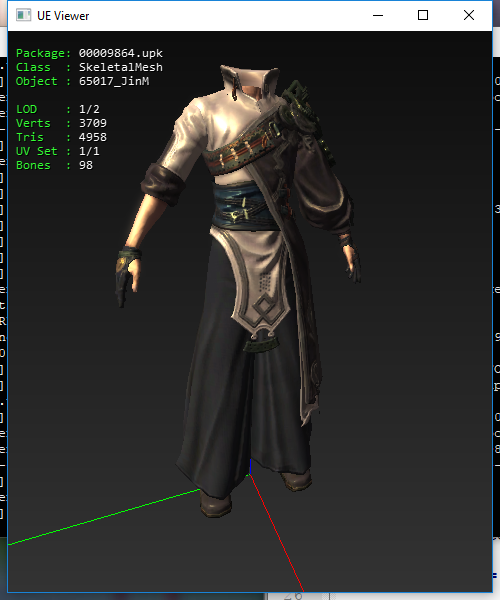 UE Viewer
Package: 00009864.upk
Class : SkeletalMesh
Object : 65017_JinM
LOD : 1/2
Verts : 3709
Tris : 4958
UV Set : 1/1
Bones : 98